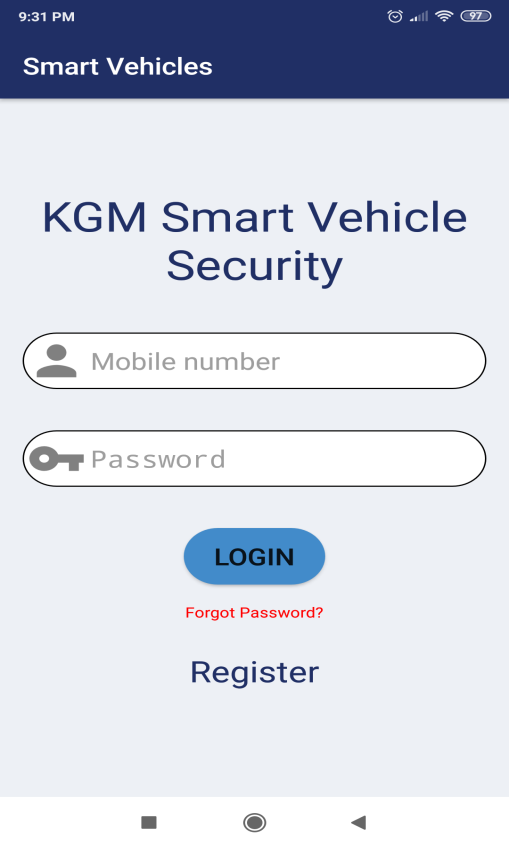 9:31 PM
97
Smart Vehicles
KGM Smart Vehicle
Security
Mobile number
Password
LOGIN
Forgot Password?
Register